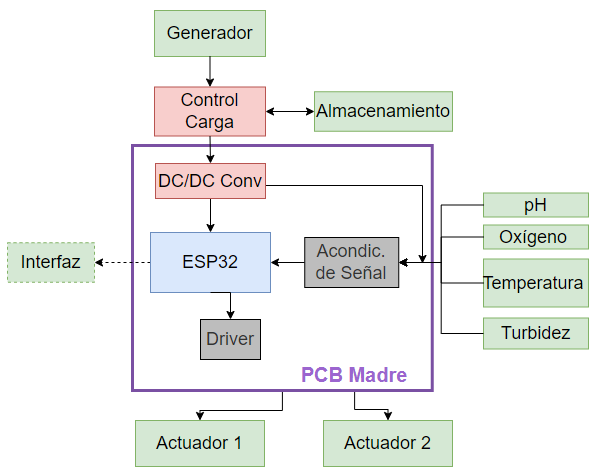 Generador
Control
Carga
Almacenamiento
DC/DC Conv
pH
Oxígeno
Interfaz
ESP32
Acondic.
de Señal
Temperatura
Driver
Turbidez
PCB Madre
Actuador 1
Actuador 2